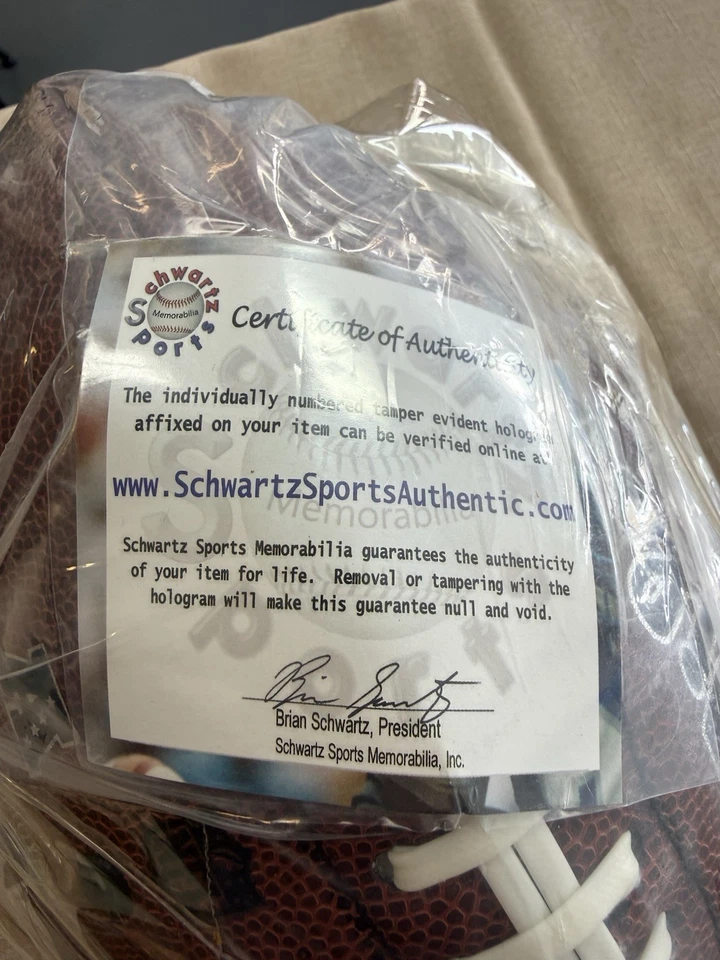 Schwartz
Sports
Memorabilia
Certificate of Authenticity
The individually numbered tamper evident
affixed on your item can be verified online at
www.SchwartzSportsAuthentic.com
Memorabilia
Schwartz Sports Memorabilia guarantees the authenticity
of your item for life. Removal or tampering with the
hologram will make this guarantee null and void.
Brian Schwartz, President
Schwartz Sports Memorabilia, Inc.